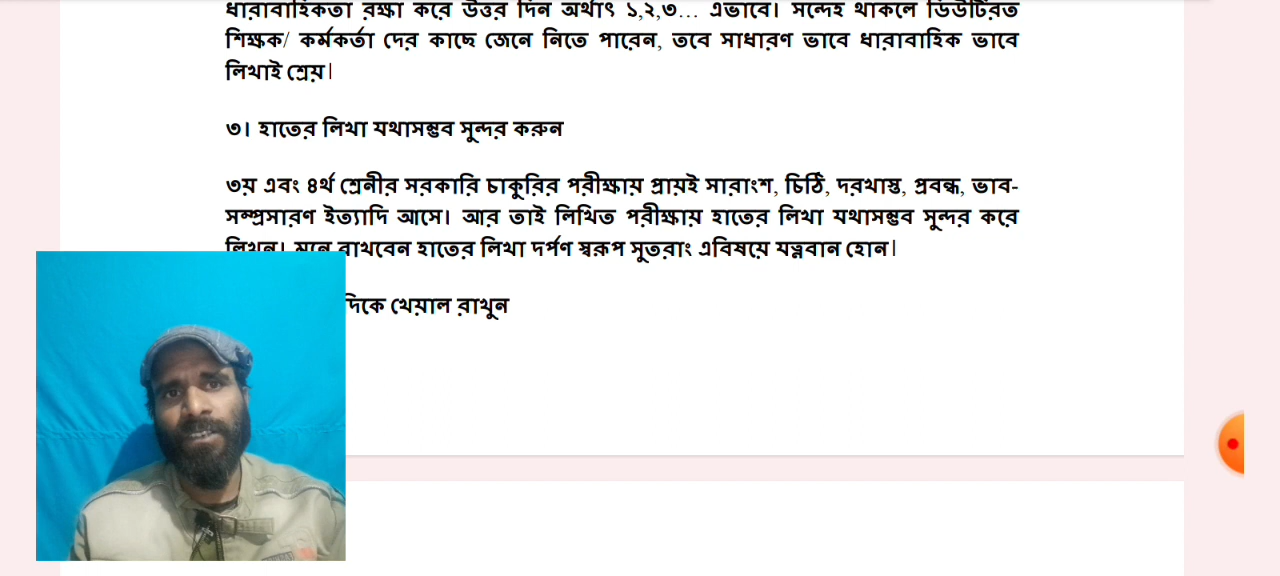 ধারাবাহিকতা রক্ষা করে উত্তর দিন অর্থাৎ ১,২,৩... এভাবে। সন্দেহ থাকলে ডিউটিরত
শিক্ষক/ কর্মকর্তা দের কাছে জেনে নিতে পারেন, তবে সাধারণ ভাবে ধারাবাহিক ভাবে
লিখাই শ্রেয়।
৩। হাতের লিখা যথাসম্ভব সুন্দর করুন
৩য় এবং ৪র্থ শ্রেনীর সরকারি চাকুরির পরীক্ষায় প্রায়ই সারাংশ, চিঠি, দরখাস্ত, প্রবন্ধ, ভাব-
সম্প্রসারণ ইত্যাদি আসে। আর তাই লিখিত পরীক্ষায় হাতের লিখা যথাসম্ভব সুন্দর করে
লিখুন। মনে রাখবেন হাতের লিখা দর্পণ স্বরূপ সুতরাং এবিষয়ে যত্নবান হোন।
দিকে খেয়াল রাখুন